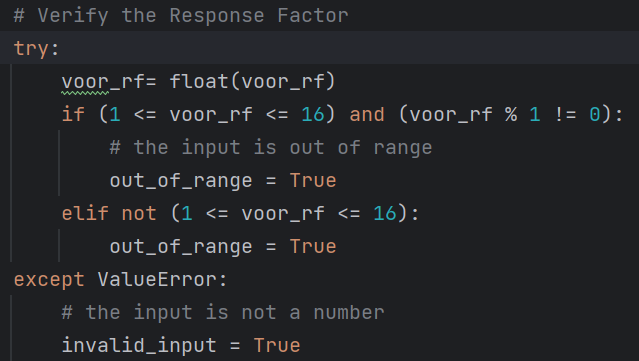 # Verify the Response Factor
try:
    voor_rf= float(voor_rf)
    if (1 <= voor_rf <= 16) and (voor_rf % 1 != 0):
        # the input is out of range
        out_of_range = True
    elif not (1 <= voor_rf <= 16):
        out_of_range = True
except ValueError:
    # the input is not a number
    invalid_input = True